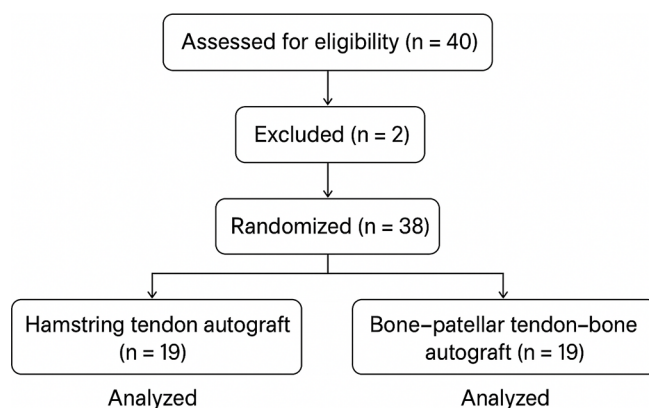 Assessed for eligibility (n = 40)
Excluded (n = 2)
Randomized (n = 38)
Hamstring tendon autograft
(n = 19)
Bone–patellar tendon–bone
autograft (n = 19)
Analyzed
Analyzed